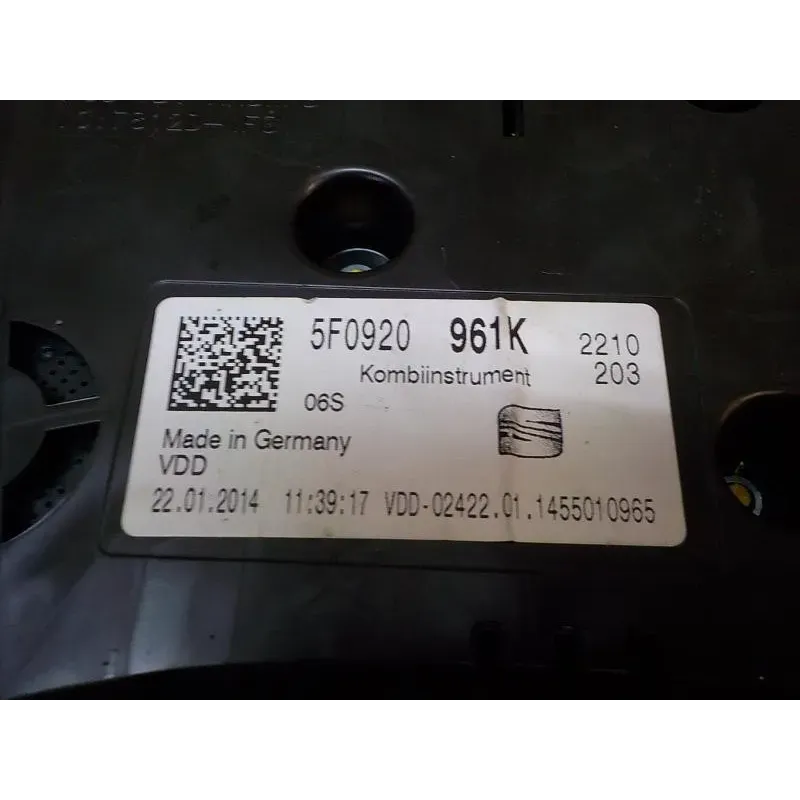 5F0920 961K 2210
Kombiinstrument 203
06S
Made in Germany
VDD
22.01.2014 11:39:17 VDD-02422.01.1455010965